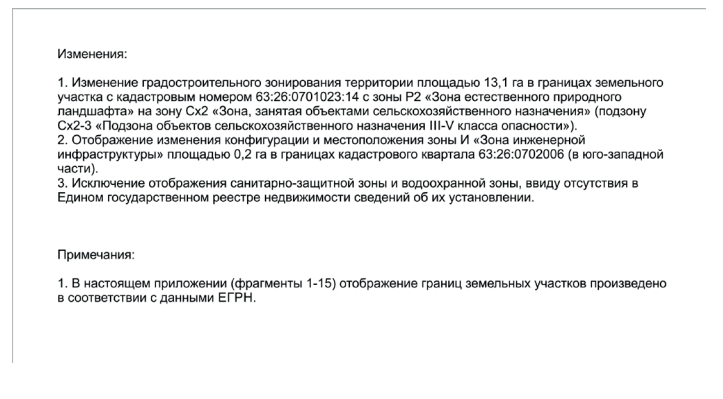 Изменения:
1. Изменение градостроительного зонирования территории площадью 13,1 га в границах земельного
участка с кадастровым номером 63:26:0701023:14 с зоны Р2 «Зона естественного природного
ландшафта» на зону Сх2 «Зона, занятая объектами сельскохозяйственного назначения» (подзону
Сх2-3 «Подзона объектов сельскохозяйственного назначения III-V класса опасности»).
2. Отображение изменения конфигурации и местоположения зоны И «Зона инженерной
инфраструктуры» площадью 0,2 га в границах кадастрового квартала 63:26:0702006 (в юго-западной
части).
3. Исключение отображения санитарно-защитной зоны и водоохранной зоны, ввиду отсутствия в
Едином государственном реестре недвижимости сведений об их установлении.
Примечания:
1. В настоящем приложении (фрагменты 1-15) отображение границ земельных участков произведено
в соответствии с данными ЕГРН.